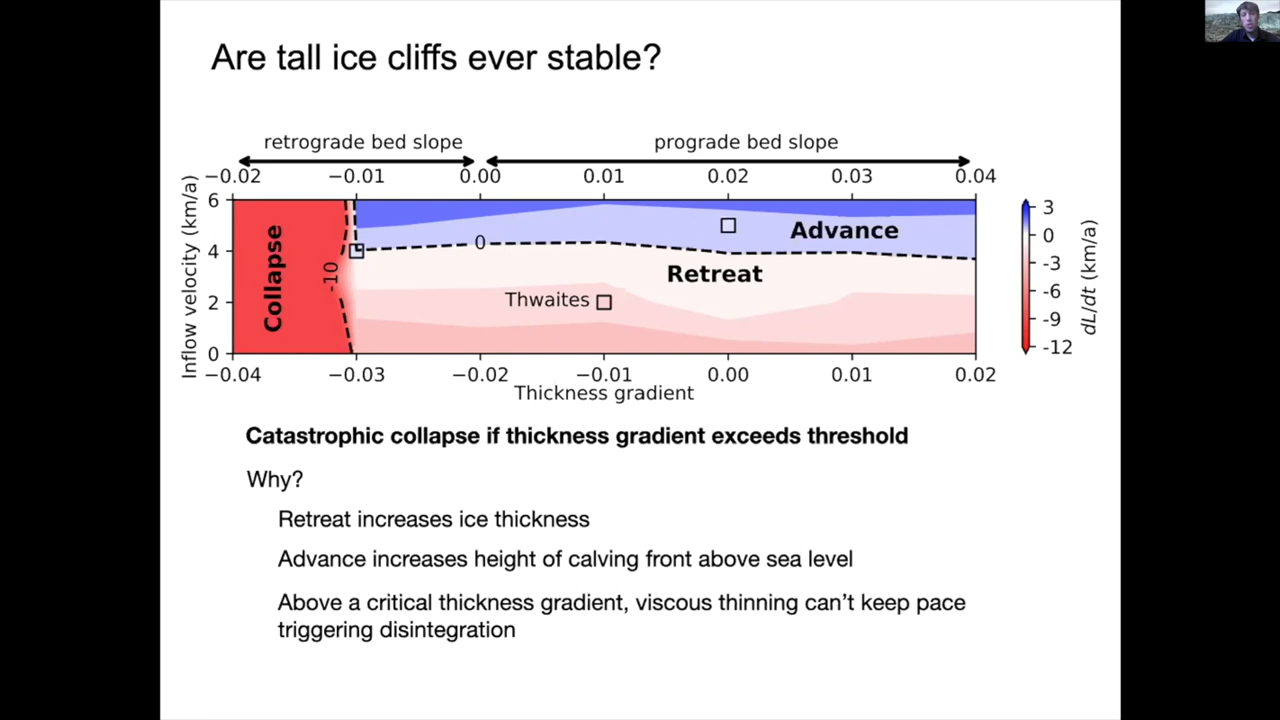 Are tall ice cliffs ever stable?
retrograde bed slope prograde bed slope
−0.02 −0.01 0.00 0.01 0.02 0.03 0.04
Inflow velocity (km/a)
6
4
2
0
Collapse
-10
0
Advance
Retreat
Thwaites
3
0
-3
-6
-9
-12
dL/dt (km/a)
−0.04 −0.03 −0.02 −0.01 0.00 0.01 0.02
Thickness gradient
Catastrophic collapse if thickness gradient exceeds threshold
Why?
Retreat increases ice thickness
Advance increases height of calving front above sea level
Above a critical thickness gradient, viscous thinning can’t keep pace
triggering disintegration